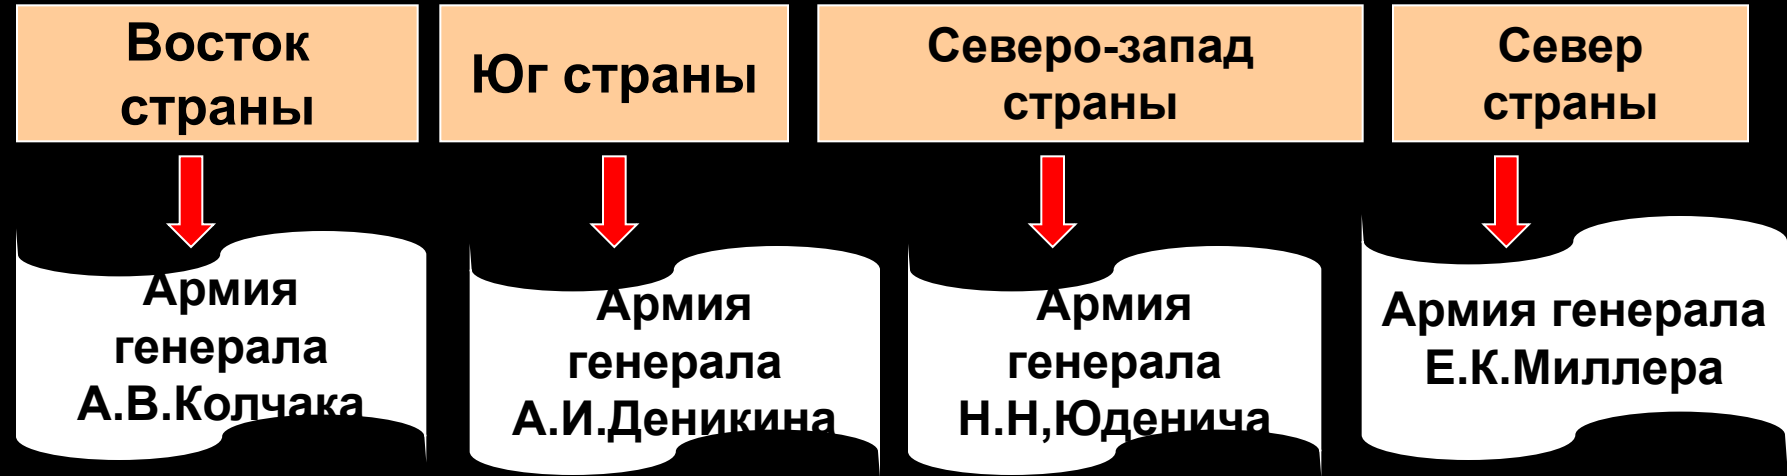 Восток
страны
Армия
генерала
А.В.Колчака
Юг страны
Армия
генерала
А.И.Деникина
Северо-запад
страны
Армия
генерала
Н.Н,Юденича
Север
страны
Армия генерала
Е.К.Миллера